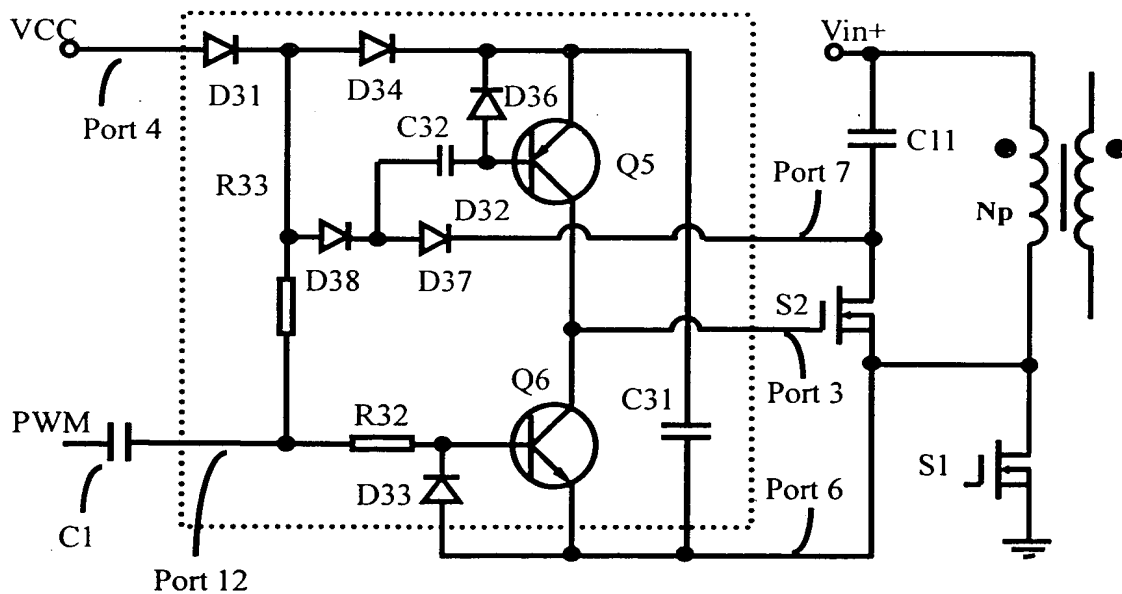 VCC
Vin+
D31
D34
D36
Port 4
C32
C11
Q5
Port 7
R33
D32
Np
D38
D37
S2
Q6
Port 3
C31
PWM
R32
S1
D33
Port 6
C1
Port 12